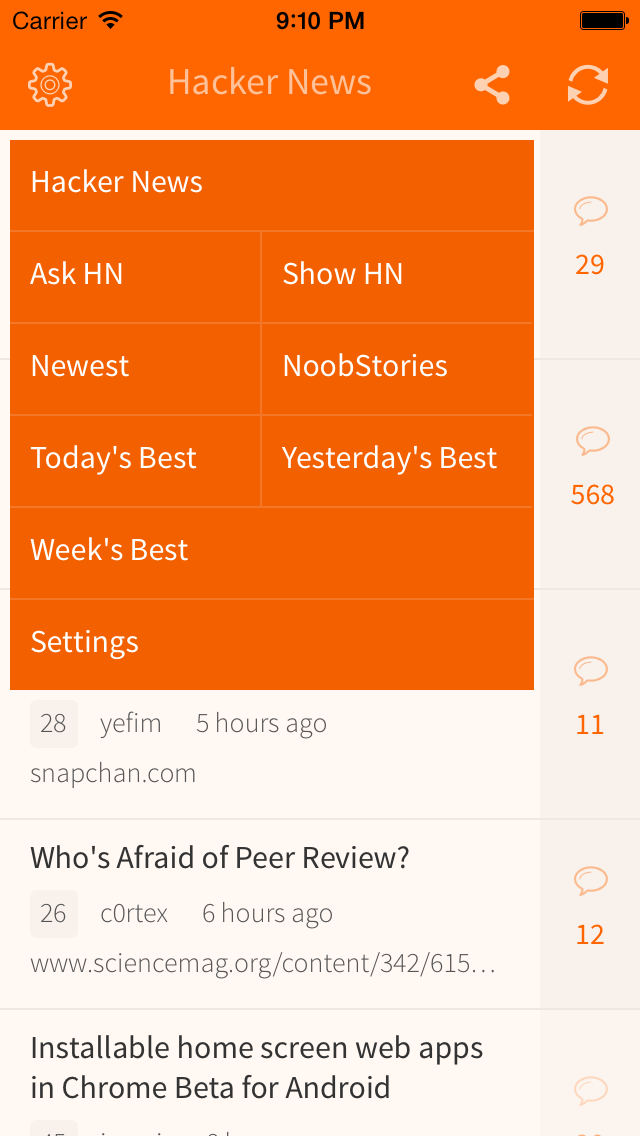 Carrier 9:10 PM
Hacker News
Hacker News
29
Ask HN Show HN
Newest NoobStories
Today's Best Yesterday's Best
568
Week's Best
Settings
28 yefim 5 hours ago
11
snapchan.com
Who's Afraid of Peer Review?
26 c0rtex 6 hours ago
12
www.sciencemag.org/content/342/615...
Installable home screen web apps
in Chrome Beta for Android